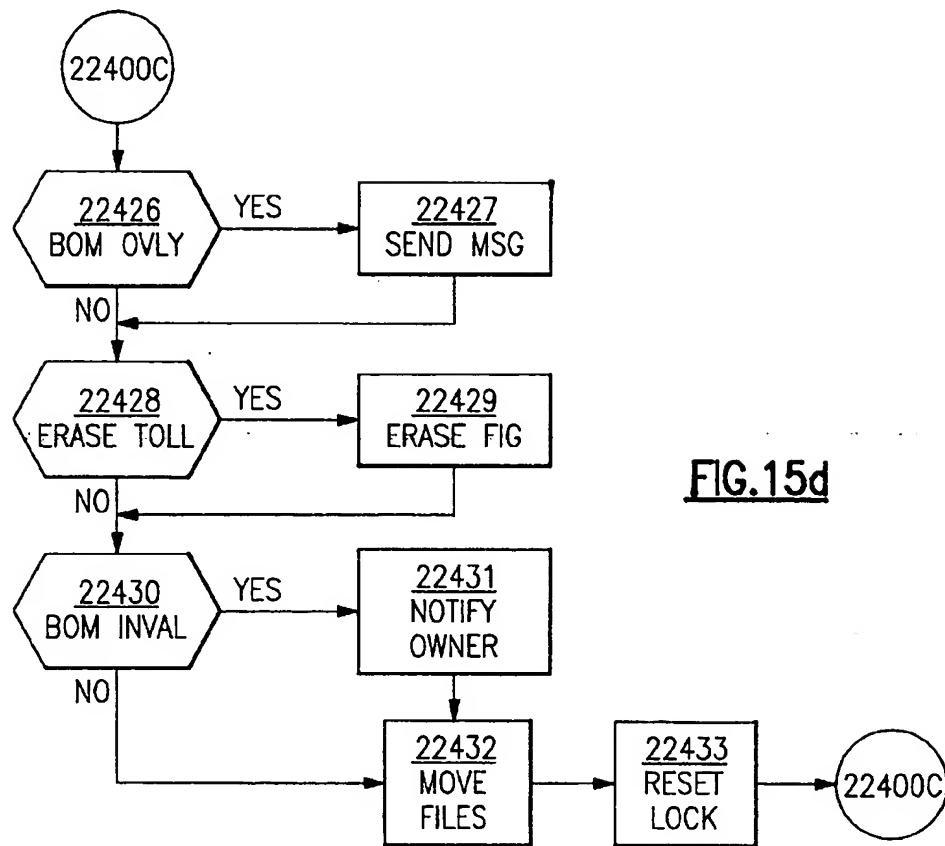 22400C
22426
BOM OVLY
YES
22427
SEND MSG
NO
22428
ERASE TOLL
YES
22429
ERASE FIG
NO
FIG.15d
22430
BOM INVAL
YES
22431
NOTIFY
OWNER
NO
22432
MOVE
FILES
22433
RESET
LOCK
22400C